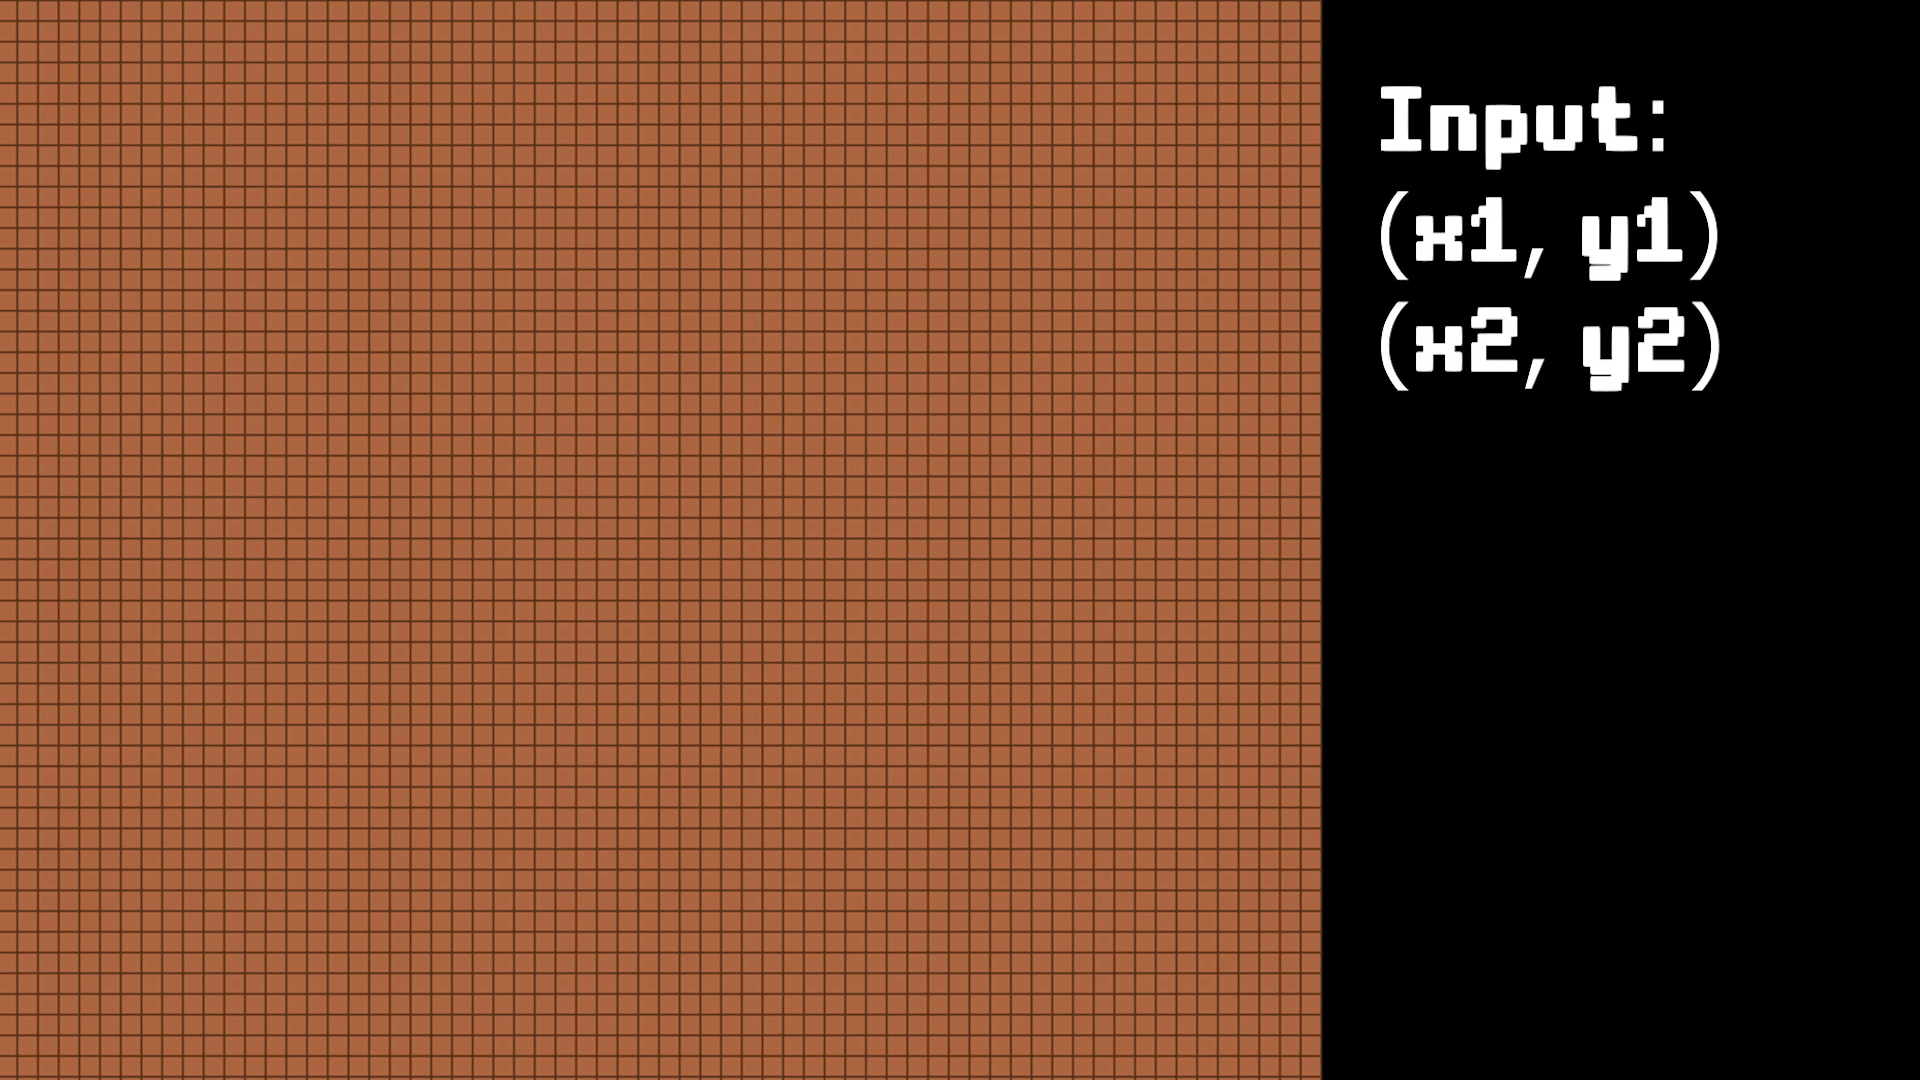 Input:
(x1, y1)
(x2, y2)